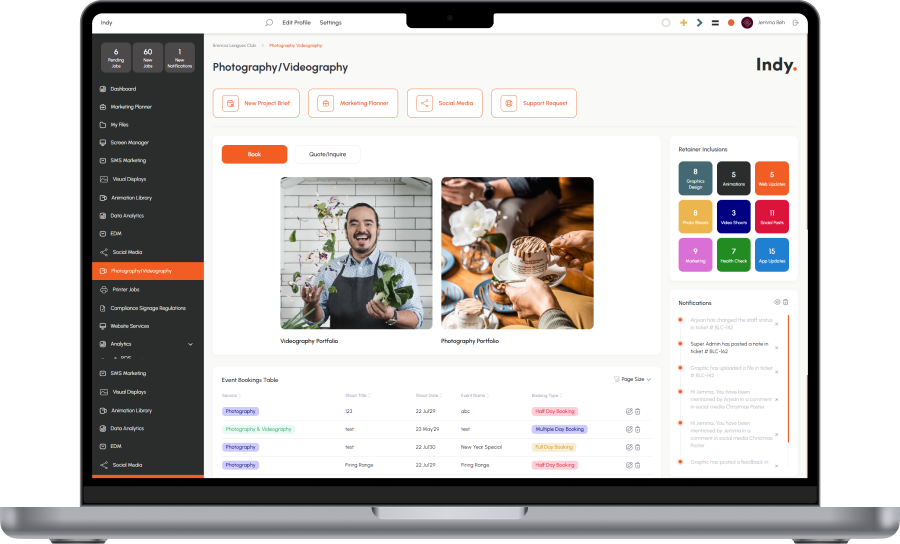 Indy
Edit Profile
Settings
Jemma Beh
6
Pending
Jobs
60
New
Jobs
1
New
Notifications
Dashboard
Marketing Planner
My Files
Screen Manager
SMS Marketing
Visual Displays
Animation Library
Data Analytics
EDM
Social Media
Photography/Videography
Printer Jobs
Compliance Signage Regulations
Website Services
Analytics
SMS Marketing
Visual Displays
Animation Library
Data Analytics
EDM
Social Media
Leagues Club > Photography Videography
Photography/Videography
Indy.
New Project Brief
Marketing Planner
Social Media
Support Request
Book
Quote/Inquire
Videography Portfolio
Photography Portfolio
Event Bookings Table
Page Size
Service
Shoot Title
Shoot Date
Event Name
Booking Type
Photography 123 22 Jul'29 abc Half Day Booking
Photography & Videography test 23 May'29 test Multiple Day Booking
Photography test 22 Jul'30 New Year Special Full Day Booking
Photography Firing Range 22 Jul'29 Firing Range Half Day Booking
Retainer Inclusions
8
Graphics
Design
5
Animations
5
Web Updates
8
Photo Shoots
3
Video Shoots
11
Social Posts
9
Marketing
7
Health Check
15
App Updates
Notifications
Arjean has changed the staff status
in ticket # BLC-142
Super Admin has posted a note in
ticket # BLC-142
Graphic has uploaded a file in ticket
# BLC-142
Hi Jemma, You have been
mentioned by Arjean in a comment
in social media Christmas Poster
Hi Jemma, You have been
mentioned by Jemma in a
comment in social media Christmas
Poster
Graphic has posted a feedback in